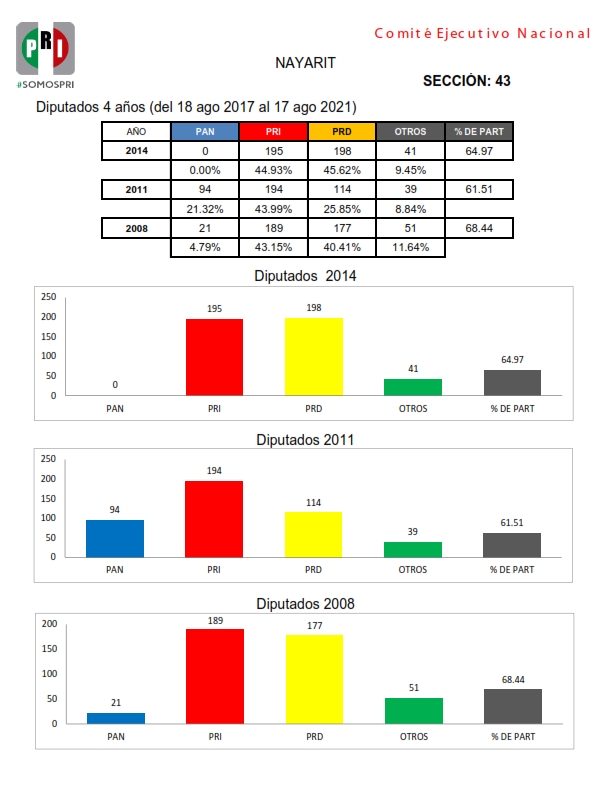 PRI
#SOMOSPRI
Comité Ejecutivo Nacional
NAYARIT
SECCIÓN: 43
Diputados 4 años (del 18 ago 2017 al 17 ago 2021)
AÑO PAN PRI PRD OTROS % DE PART
2014 0 195 198 41 64.97
0.00% 44.93% 45.62% 9.45%
2011 94 194 114 39 61.51
21.32% 43.99% 25.85% 8.84%
2008 21 189 177 51 68.44
4.79% 43.15% 40.41% 11.64%
Diputados 2014
250
200
150
100
50
0
0 195 198 41 64.97
PAN PRI PRD OTROS % DE PART
Diputados 2011
250
200
150
100
50
0
94 194 114 39 61.51
PAN PRI PRD OTROS % DE PART
Diputados 2008
200
150
100
50
0
21 189 177 51 68.44
PAN PRI PRD OTROS % DE PART